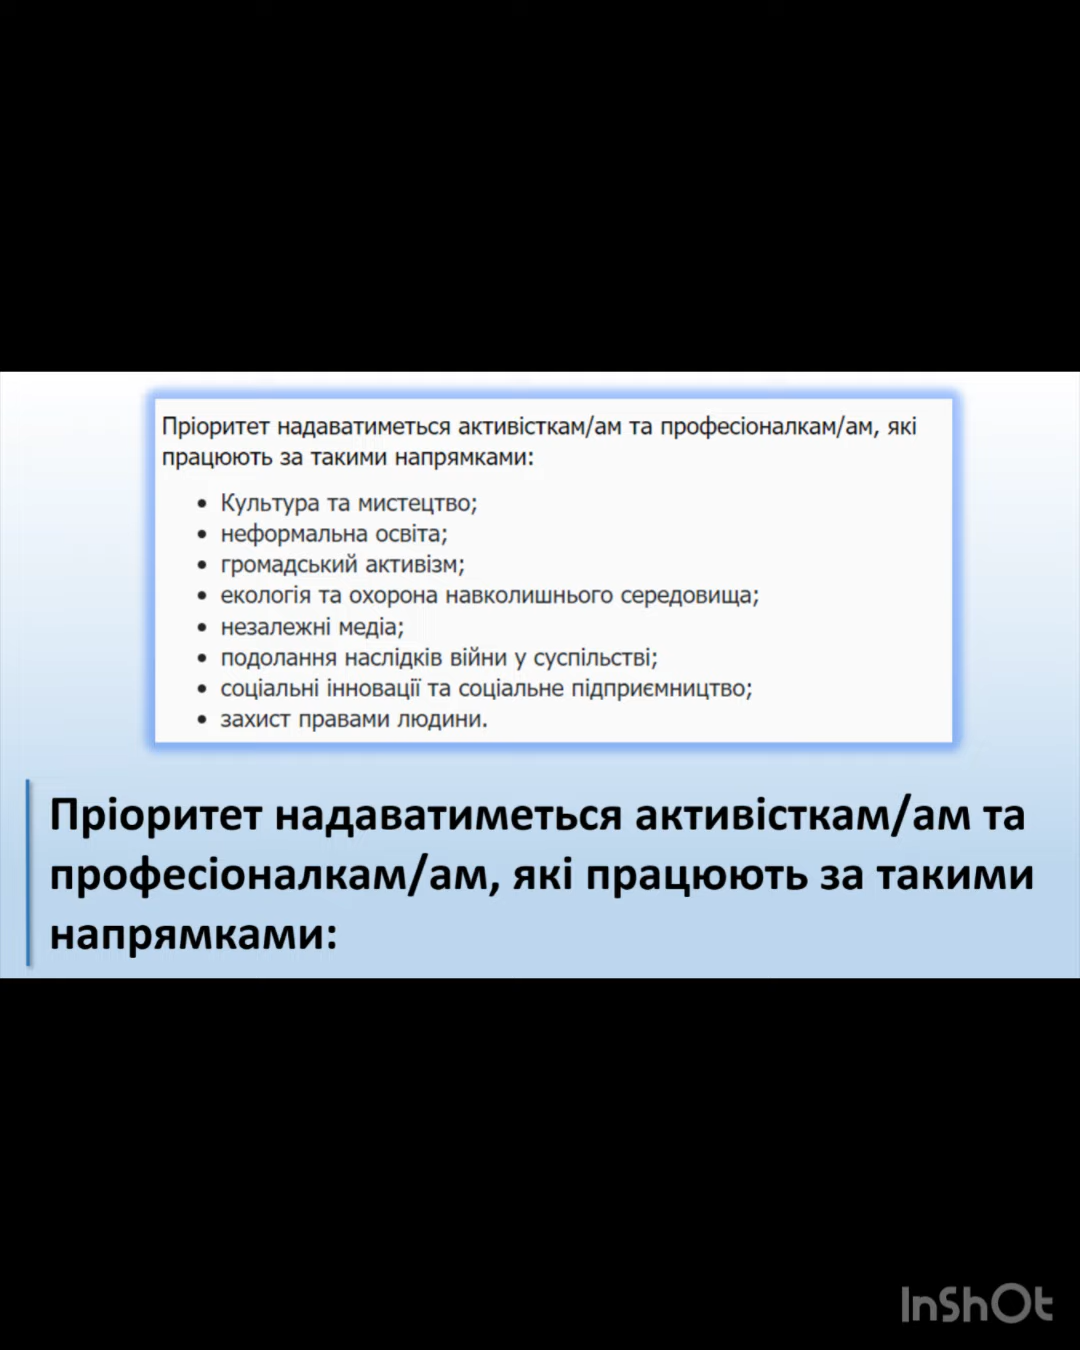 Пріоритет надаватиметься активісткам/ам та професіоналкам/ам, які
працюють за такими напрямками:
• Культура та мистецтво;
• неформальна освіта;
• громадський активізм;
• екологія та охорона навколишнього середовища;
• незалежні медіа;
• подолання наслідків війни у суспільстві;
• соціальні інновації та соціальне підприємництво;
• захист правами людини.
Пріоритет надаватиметься активісткам/ам та
професіоналкам/ам, які працюють за такими
напрямками:
InShOt